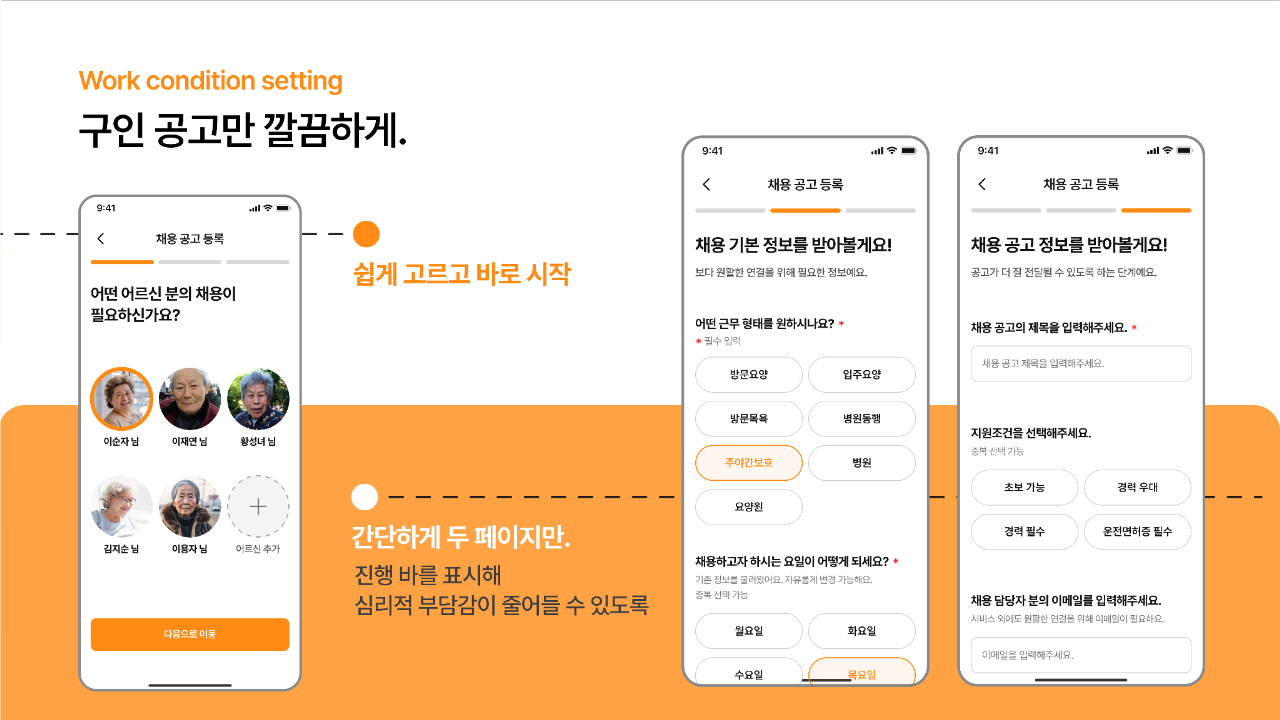 Work condition setting
구인 공고만 깔끔하게.
9:41
채용 공고 등록
어떤 어르신 분의 채용이
필요하신가요?
이순자 님
이재연 님
황성녀 님
김지순 님
이용자 님
어르신 추가
다음으로 이동
쉽게 고르고 바로 시작
간단하게 두 페이지만.
진행 바를 표시해
심리적 부담감이 줄어들 수 있도록
9:41
채용 공고 등록
채용 기본 정보를 받아볼게요!
보다 원활한 연결을 위해 필요한 정보예요.
어떤 근무 형태를 원하시나요? *
* 필수 입력
방문요양
입주요양
방문목욕
병원동행
주야간보호
병원
요양원
채용하고자 하시는 요일이 어떻게 되세요? *
기존 정보를 불러왔어요. 자유롭게 변경 가능해요.
중복 선택 가능
월요일
화요일
수요일
목요일
9:41
채용 공고 등록
채용 공고 정보를 받아볼게요!
공고가 더 잘 전달될 수 있도록 하는 단계예요.
채용 공고의 제목을 입력해주세요. *
채용 공고 제목을 입력해주세요.
지원조건을 선택해주세요.
중복 선택 가능
초보 가능
경력 우대
경력 필수
운전면허증 필수
채용 담당자 분의 이메일를 입력해주세요.
서비스 외에도 원활한 연결을 위해 이메일이 필요해요.
이메일을 입력해주세요.